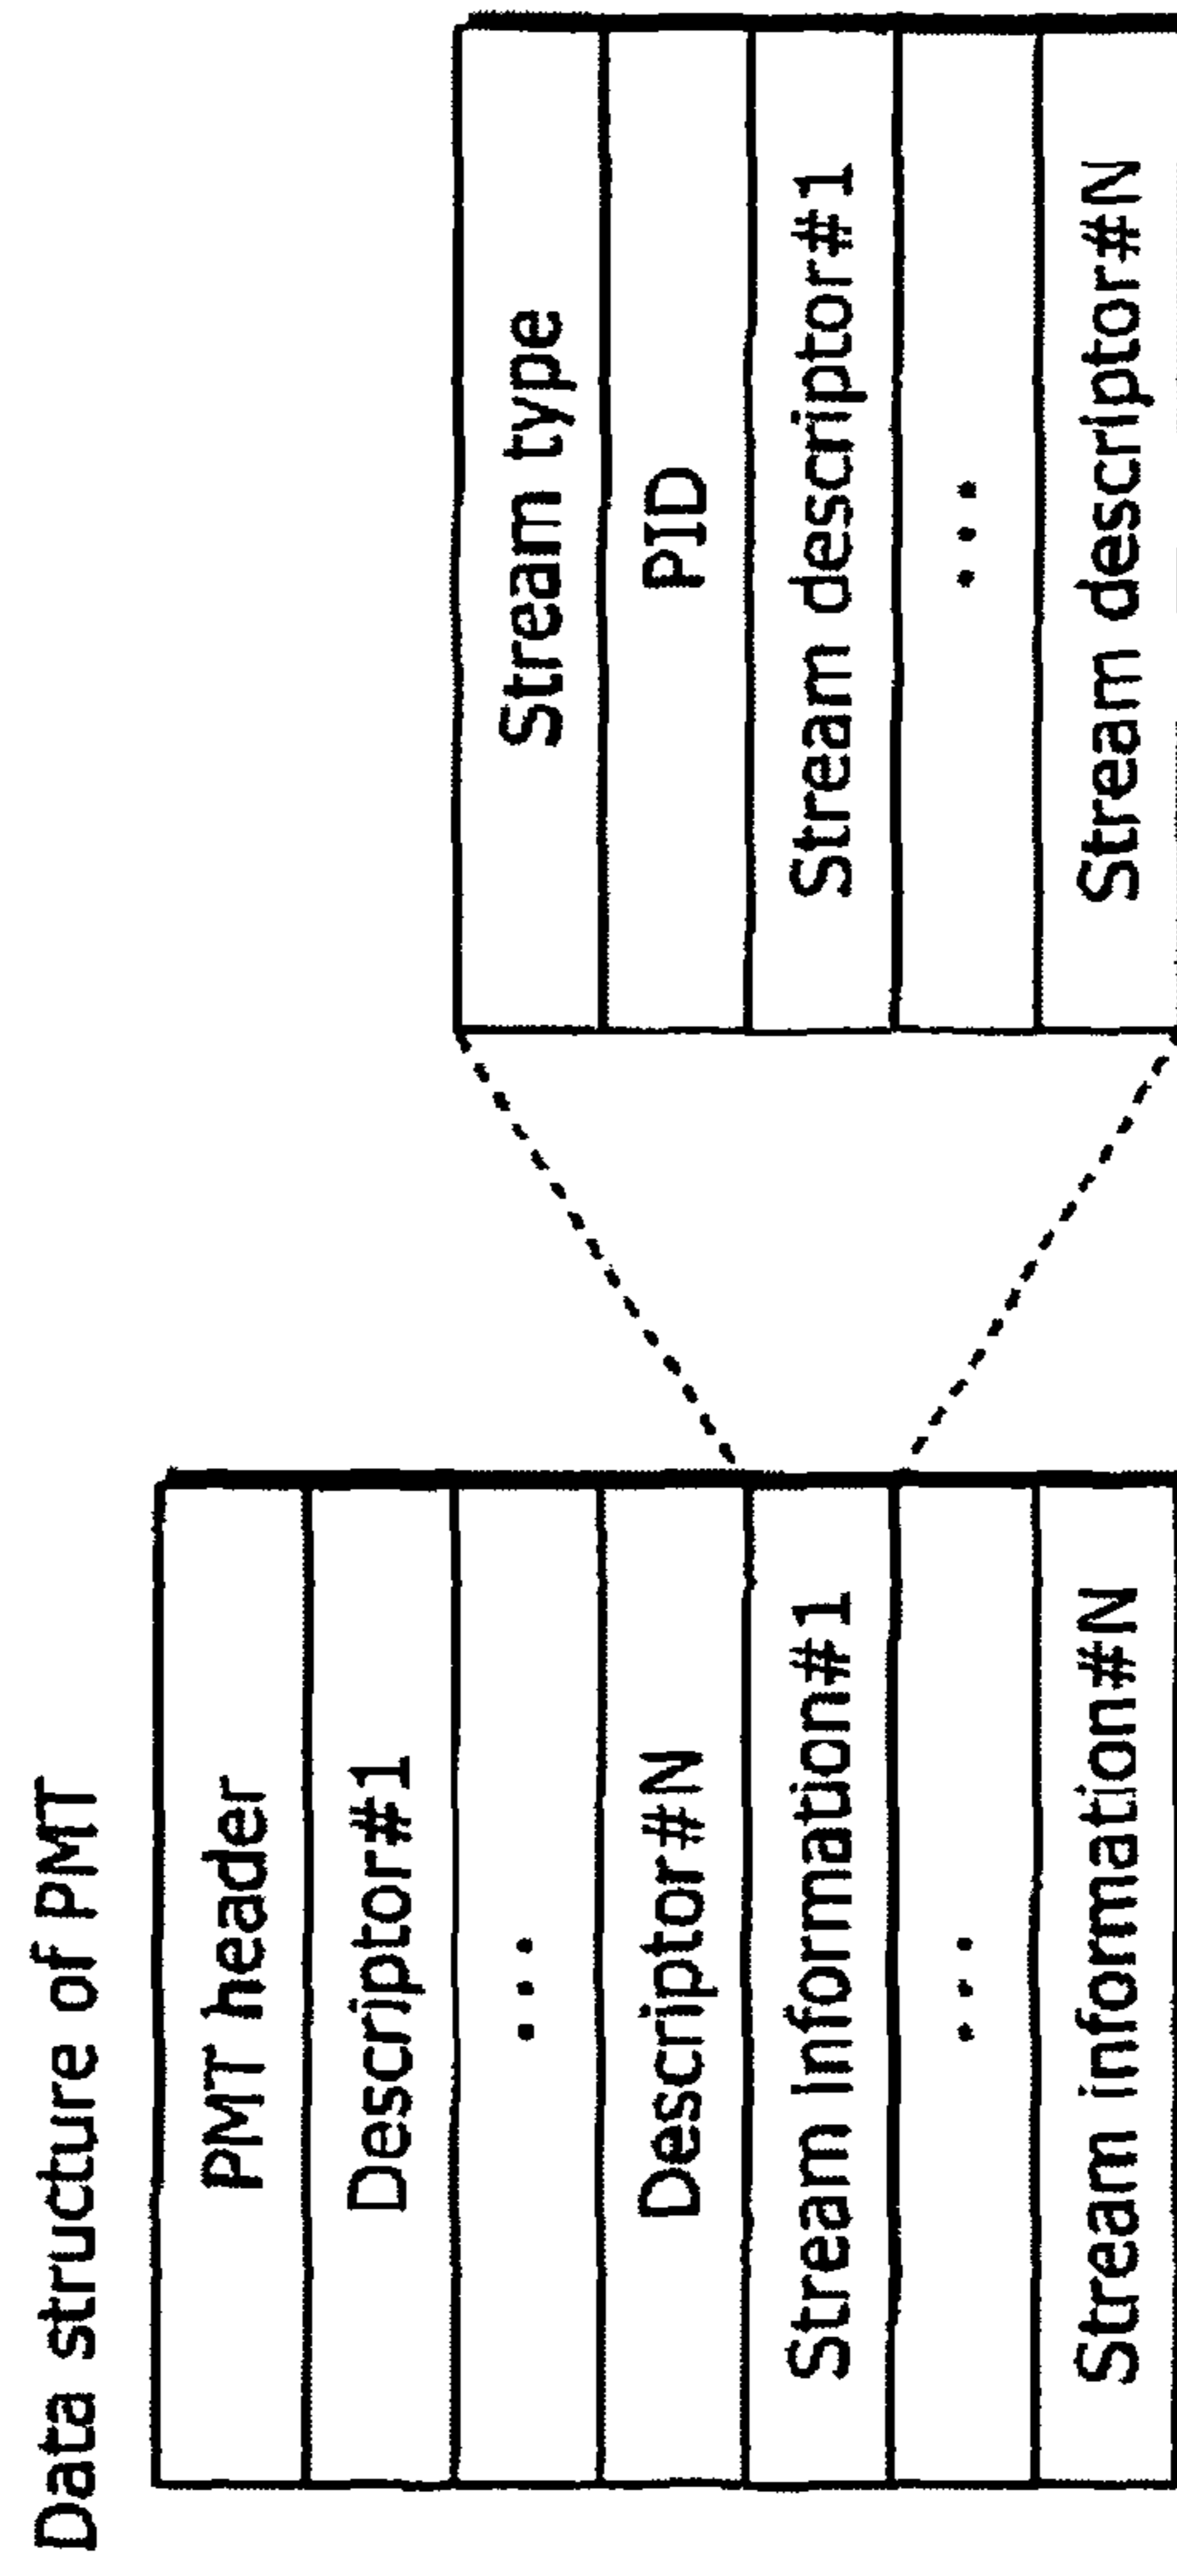 Data structure of PMT
PMT header
Descriptor#1
...
Descriptor#N
Stream information#1
...
Stream information#N
Stream type
PID
Stream descriptor#1
...
Stream descriptor#N